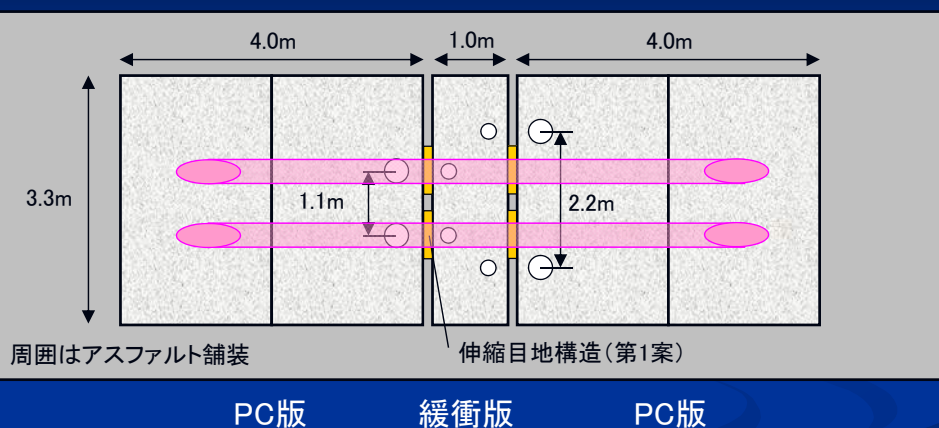 4.0m
1.0m
4.0m
3.3m
1.1m
2.2m
周囲はアスファルト舗装
伸縮目地構造(第1案)
PC版
緩衝版
PC版